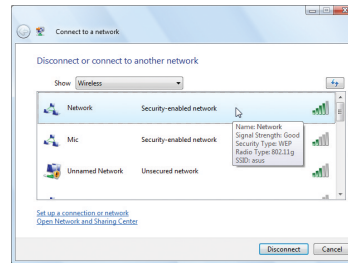 Connect to a network
Disconnect or connect to another network
Show Wireless
Network Security-enabled network
Name: Network
Signal Strength: Good
Security Type: WEP
Radio Type: 802.11g
SSID: asus
Mic Security-enabled network
Unnamed Network Unsecured network
Set up a connection or network
Open Network and Sharing Center
Disconnect Cancel